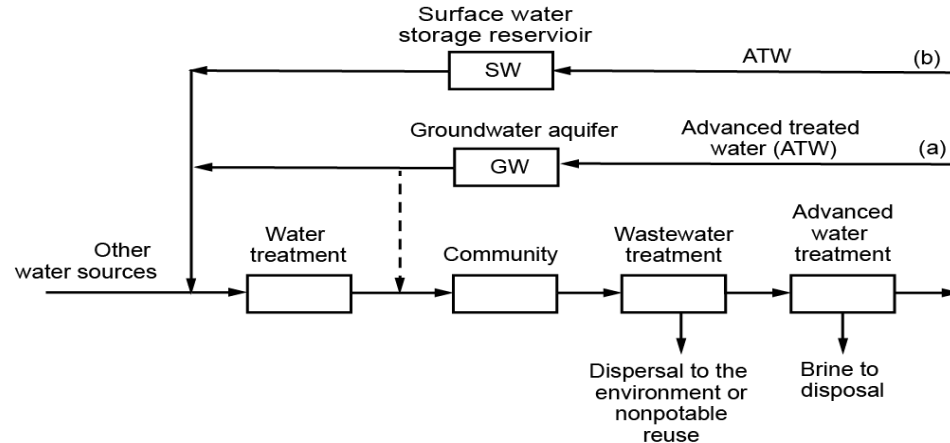 Surface water
storage reservioir
SW
ATW
(b)
Groundwater aquifer
GW
Advanced treated
water (ATW)
(a)
Other
water sources
Water
treatment
Community
Wastewater
treatment
Advanced
water
treatment
Dispersal to the
environment or
nonpotable
reuse
Brine to
disposal